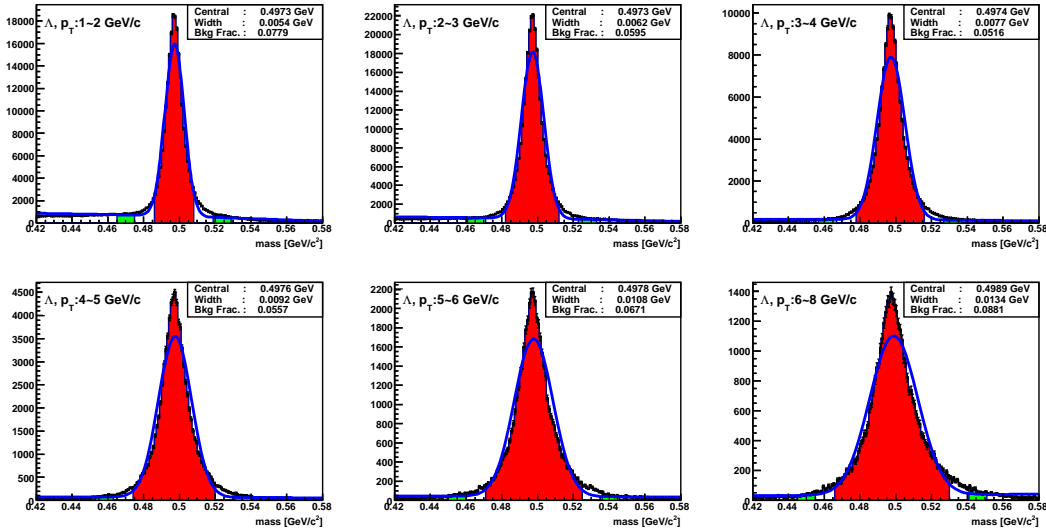 Λ, p_T:1~2 GeV/c
Central : 0.4973 GeV
Width : 0.0054 GeV
Bkg Frac. : 0.0779
18000
16000
14000
12000
10000
8000
6000
4000
2000
0.42 0.44 0.46 0.48 0.5 0.52 0.54 0.56 0.58
mass [GeV/c²]
Λ, p_T:2~3 GeV/c
Central : 0.4973 GeV
Width : 0.0062 GeV
Bkg Frac. : 0.0595
22000
20000
18000
16000
14000
12000
10000
8000
6000
4000
2000
0
0.42 0.44 0.46 0.48 0.5 0.52 0.54 0.56 0.58
mass [GeV/c²]
Λ, p_T:3~4 GeV/c
Central : 0.4974 GeV
Width : 0.0077 GeV
Bkg Frac. : 0.0516
10000
8000
6000
4000
2000
0
0.42 0.44 0.46 0.48 0.5 0.52 0.54 0.56 0.58
mass [GeV/c²]
Λ, p_T:4~5 GeV/c
Central : 0.4976 GeV
Width : 0.0092 GeV
Bkg Frac. : 0.0557
4500
4000
3500
3000
2500
2000
1500
1000
500
0
0.42 0.44 0.46 0.48 0.5 0.52 0.54 0.56 0.58
mass [GeV/c²]
Λ, p_T:5~6 GeV/c
Central : 0.4978 GeV
Width : 0.0108 GeV
Bkg Frac. : 0.0671
2200
2000
1800
1600
1400
1200
1000
800
600
400
200
0
0.42 0.44 0.46 0.48 0.5 0.52 0.54 0.56 0.58
mass [GeV/c²]
Λ, p_T:6~8 GeV/c
Central : 0.4989 GeV
Width : 0.0134 GeV
Bkg Frac. : 0.0881
1400
1200
1000
800
600
400
200
0.42 0.44 0.46 0.48 0.5 0.52 0.54 0.56 0.58
mass [GeV/c²]